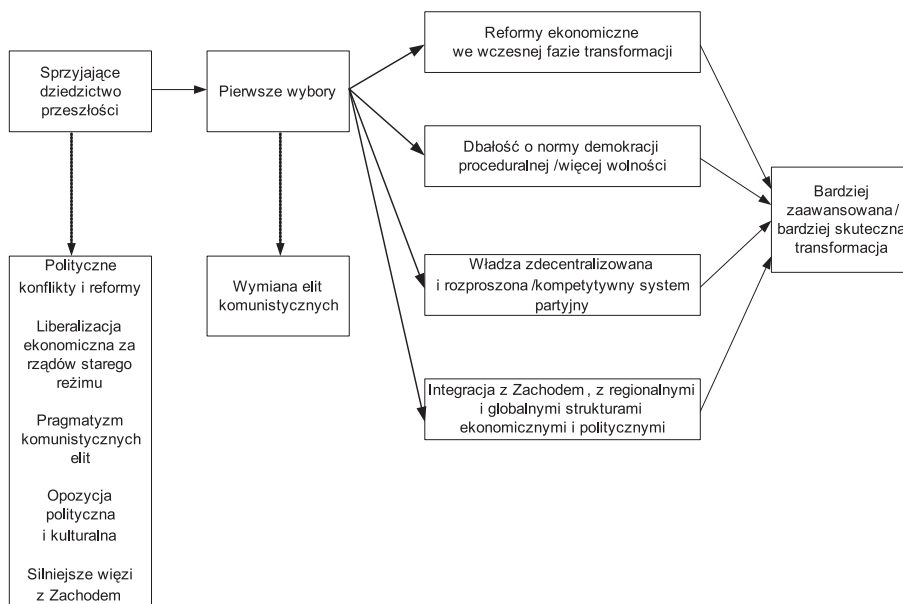 Sprzyjające
dziedzictwo
przeszłości
Pierwsze wybory
Reformy ekonomiczne
we wczesnej fazie transformacji
Dbałość o normy demokracji
proceduralnej /więcej wolności
Władza zdecentralizowana
i rozproszona /kompetytywny system
partyjny
Integracja z Zachodem , z regionalnymi
i globalnymi strukturami
ekonomicznymi i politycznymi
Bardziej
zaawansowana /
bardziej skuteczna
transformacja
Polityczne
konflikty i reformy
Liberalizacja
ekonomiczna za
rządów starego
reżimu
Pragmatyzm
komunistycznych
elit
Opozycja
polityczna
i kulturalna
Silniejsze więzi
z Zachodem
Wymiana elit
komunistycznych